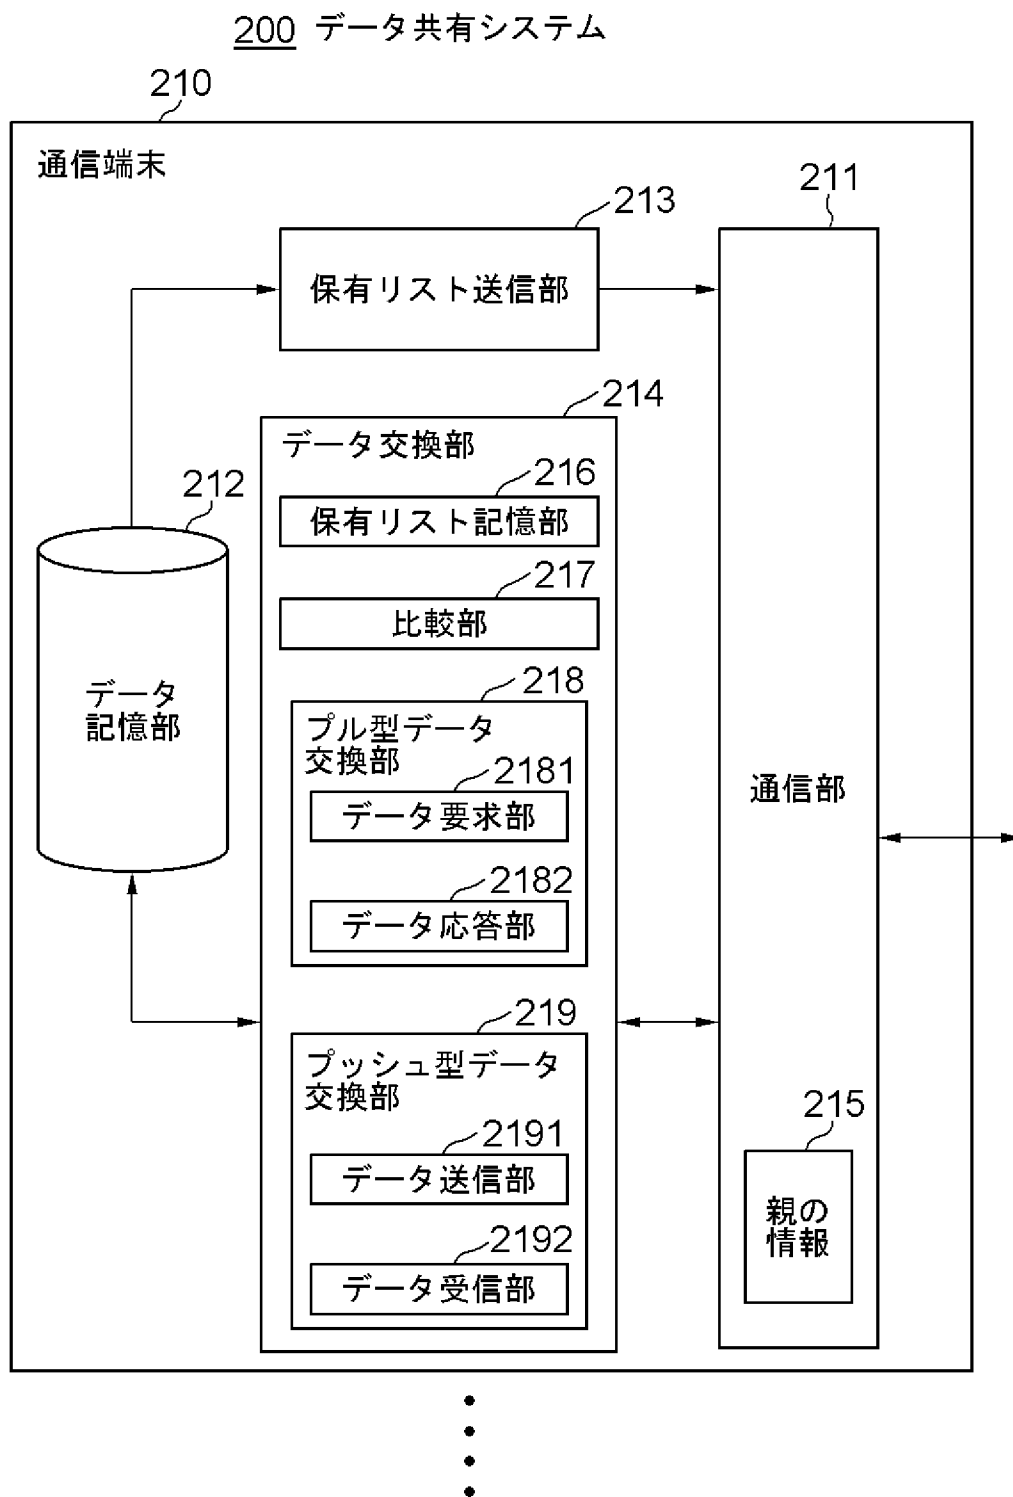 200 データ共有システム
210
通信端末
213
211
保有リスト送信部
214
データ交換部
216
保有リスト記憶部
212
217
比較部
データ
記憶部
218
プル型データ
交換部
2181
データ要求部
2182
データ応答部
通信部
219
プッシュ型データ
交換部
2191
データ送信部
2192
データ受信部
215
親の
情報